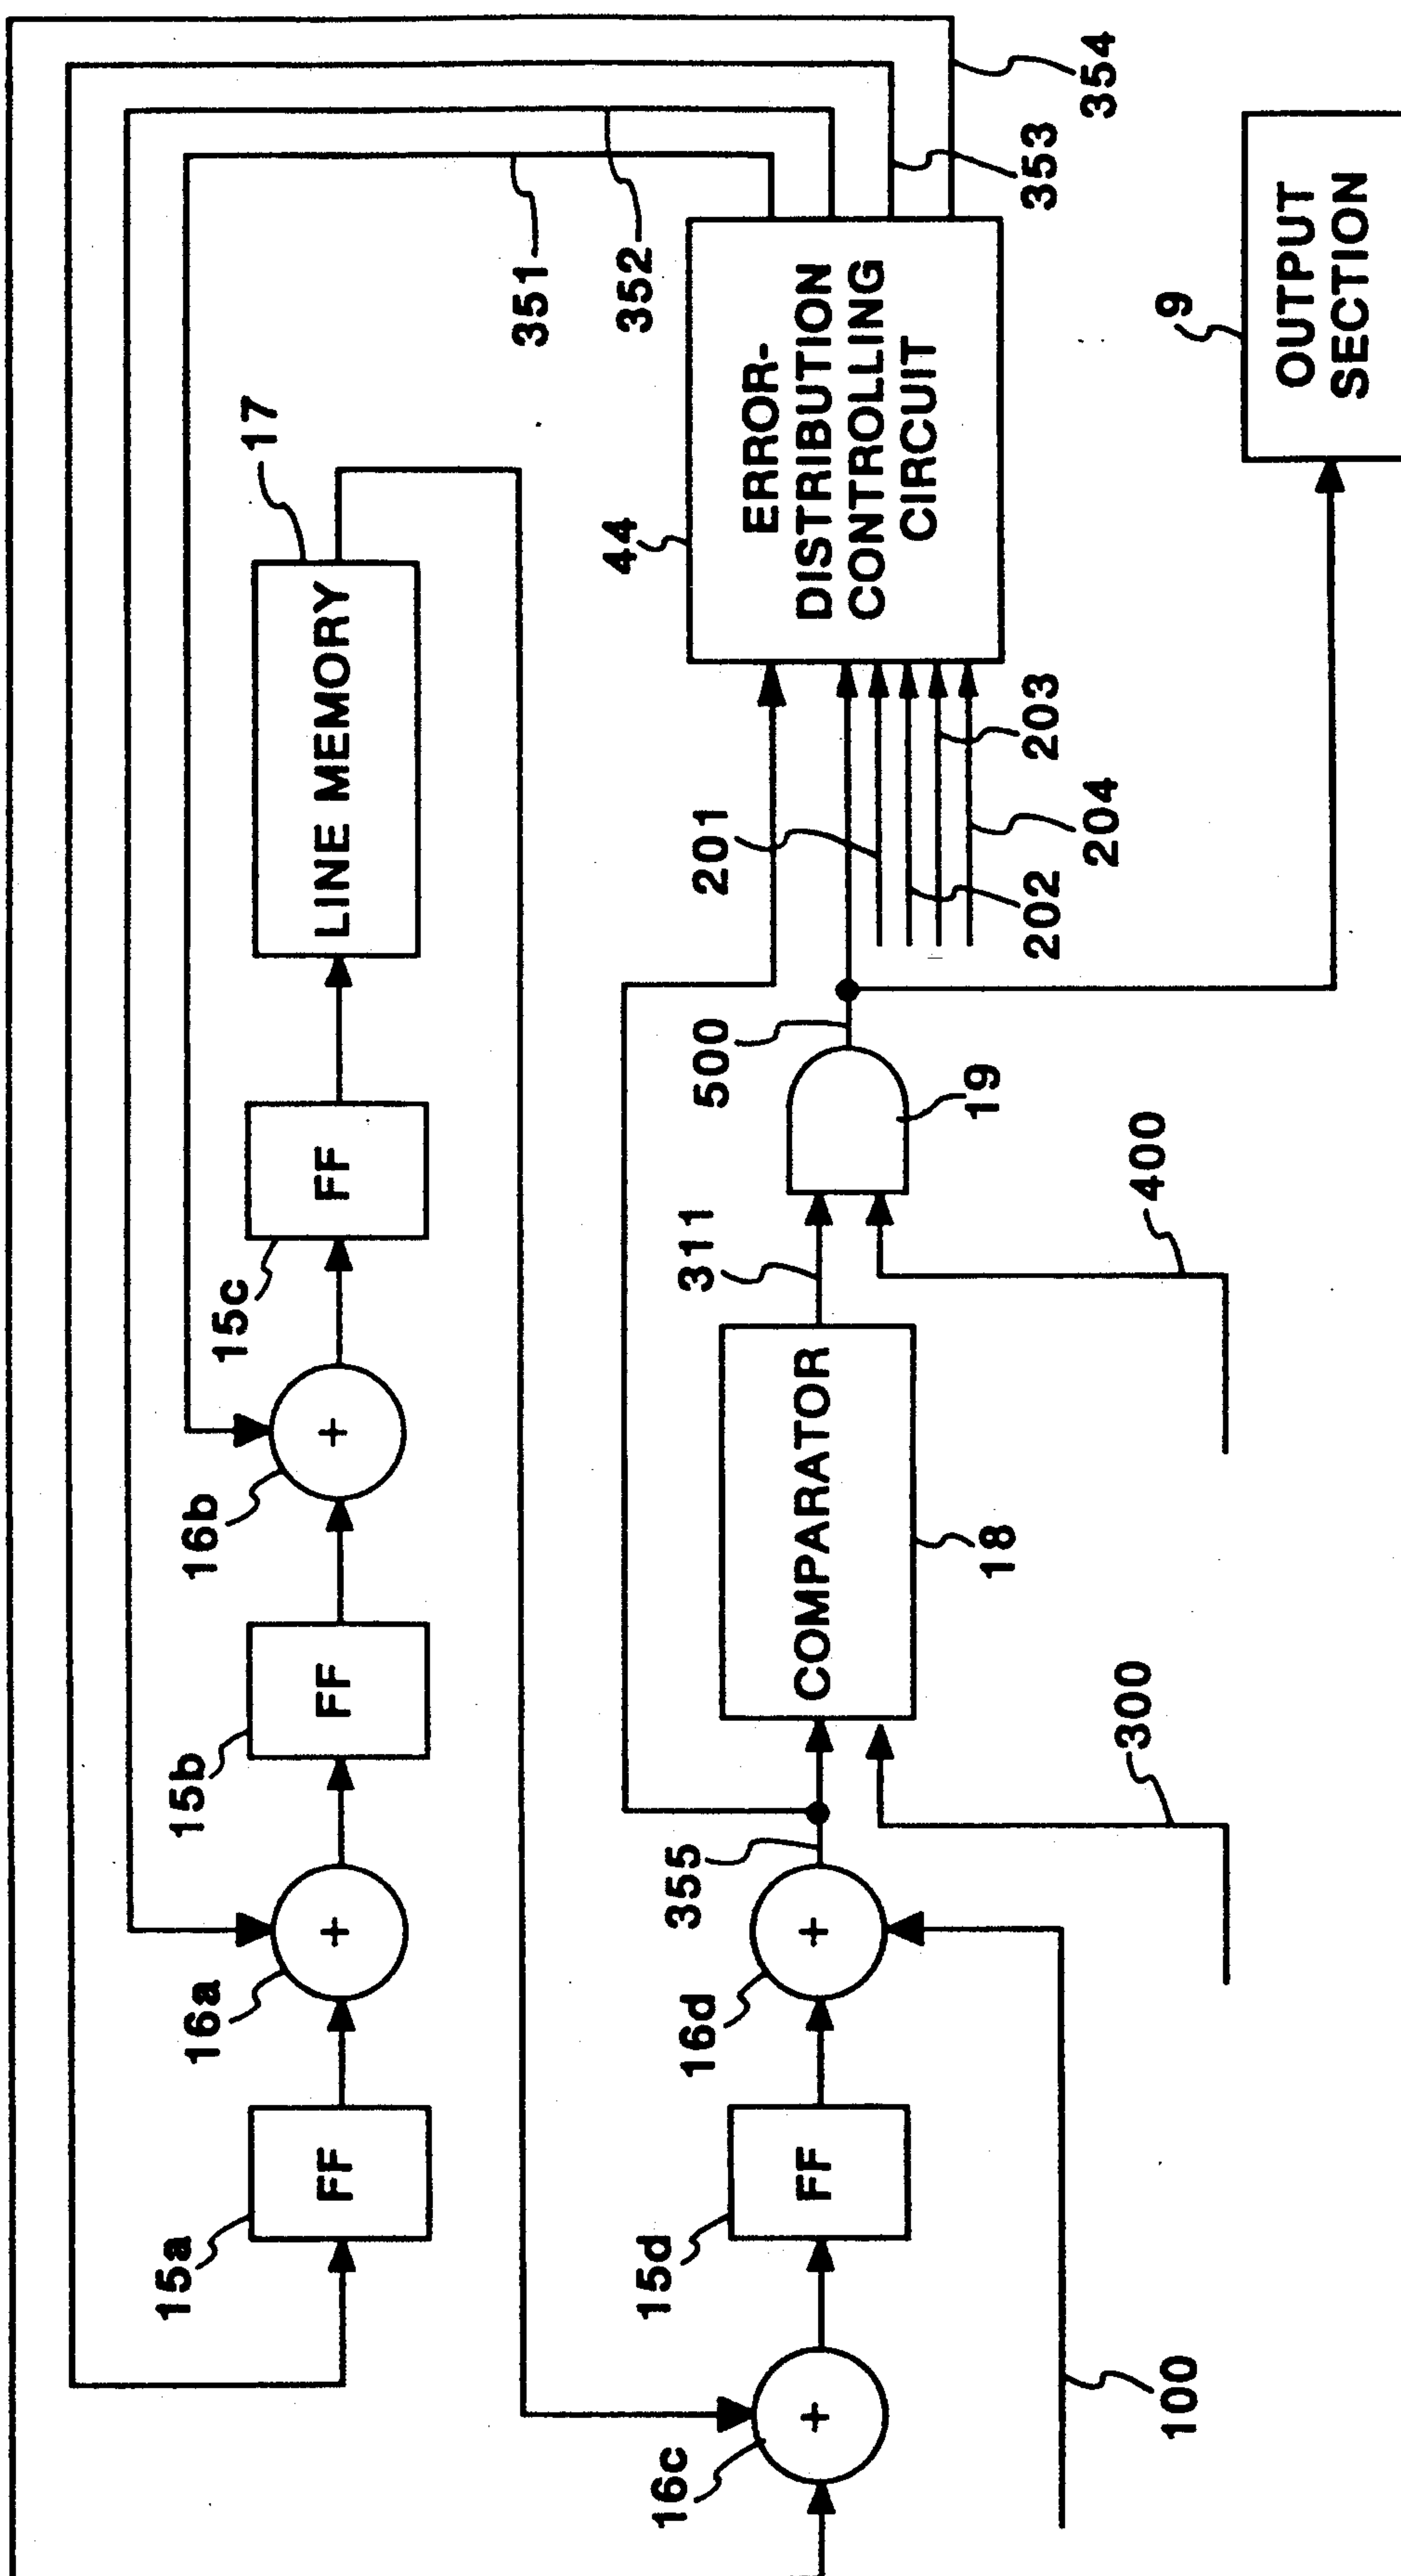 354
353
352
351
17
LINE MEMORY
FF
15c
+
16b
FF
15b
+
16a
FF
15a
44
ERROR-
DISTRIBUTION
CONTROLLING
CIRCUIT
201
202
203
204
500
19
311
400
COMPARATOR
18
300
355
+
16d
FF
15d
+
16c
100
9
OUTPUT
SECTION